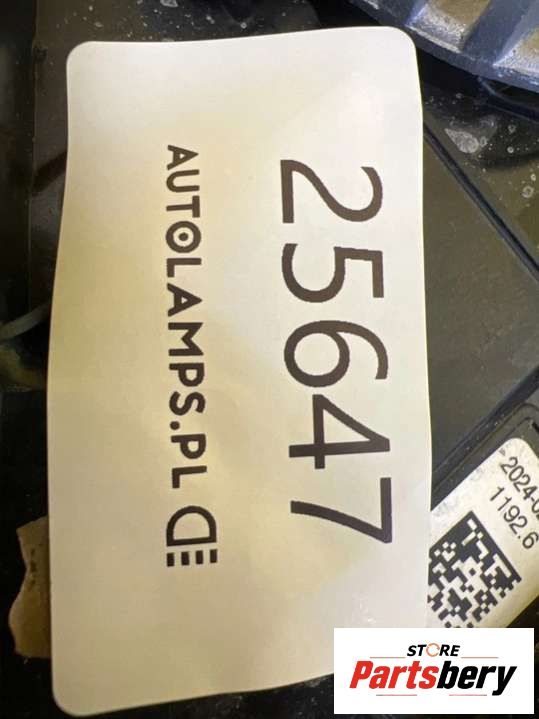 25647
AUTOLAMPS.PL
2024-0
1192.6
STORE
Partsbery